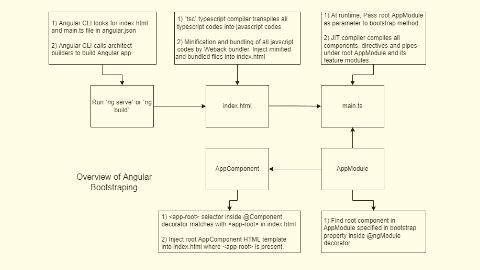 1) Angular CLI looks for index.html
and main.ts file in angular.json
2) Angular CLI calls architect
builders to build Angular app
1) 'tsc' typescript compiler transpiles all
typescript codes into javascript codes
2) Minification and bundling of all javscript
codes by Weback bundler. Inject minified
and bundled files into index.html
1) At runtime, Pass root AppModule
as parameter to bootstrap method
2) JIT compiler compiles all
components, directives and pipes
under root AppModule and its
feature modules.
Run 'ng serve' or 'ng
build'
index.html
main.ts
Overview of Angular
Bootstraping
AppComponent
AppModule
1) <app-root> selector inside @Component
decorator matches with <app-root> in index.html
2) Inject root AppComponent HTML template
into index.html where <app-root> is present.
1) Find root component in
AppModule specified in bootstrap
property inside @ngModule
decorator